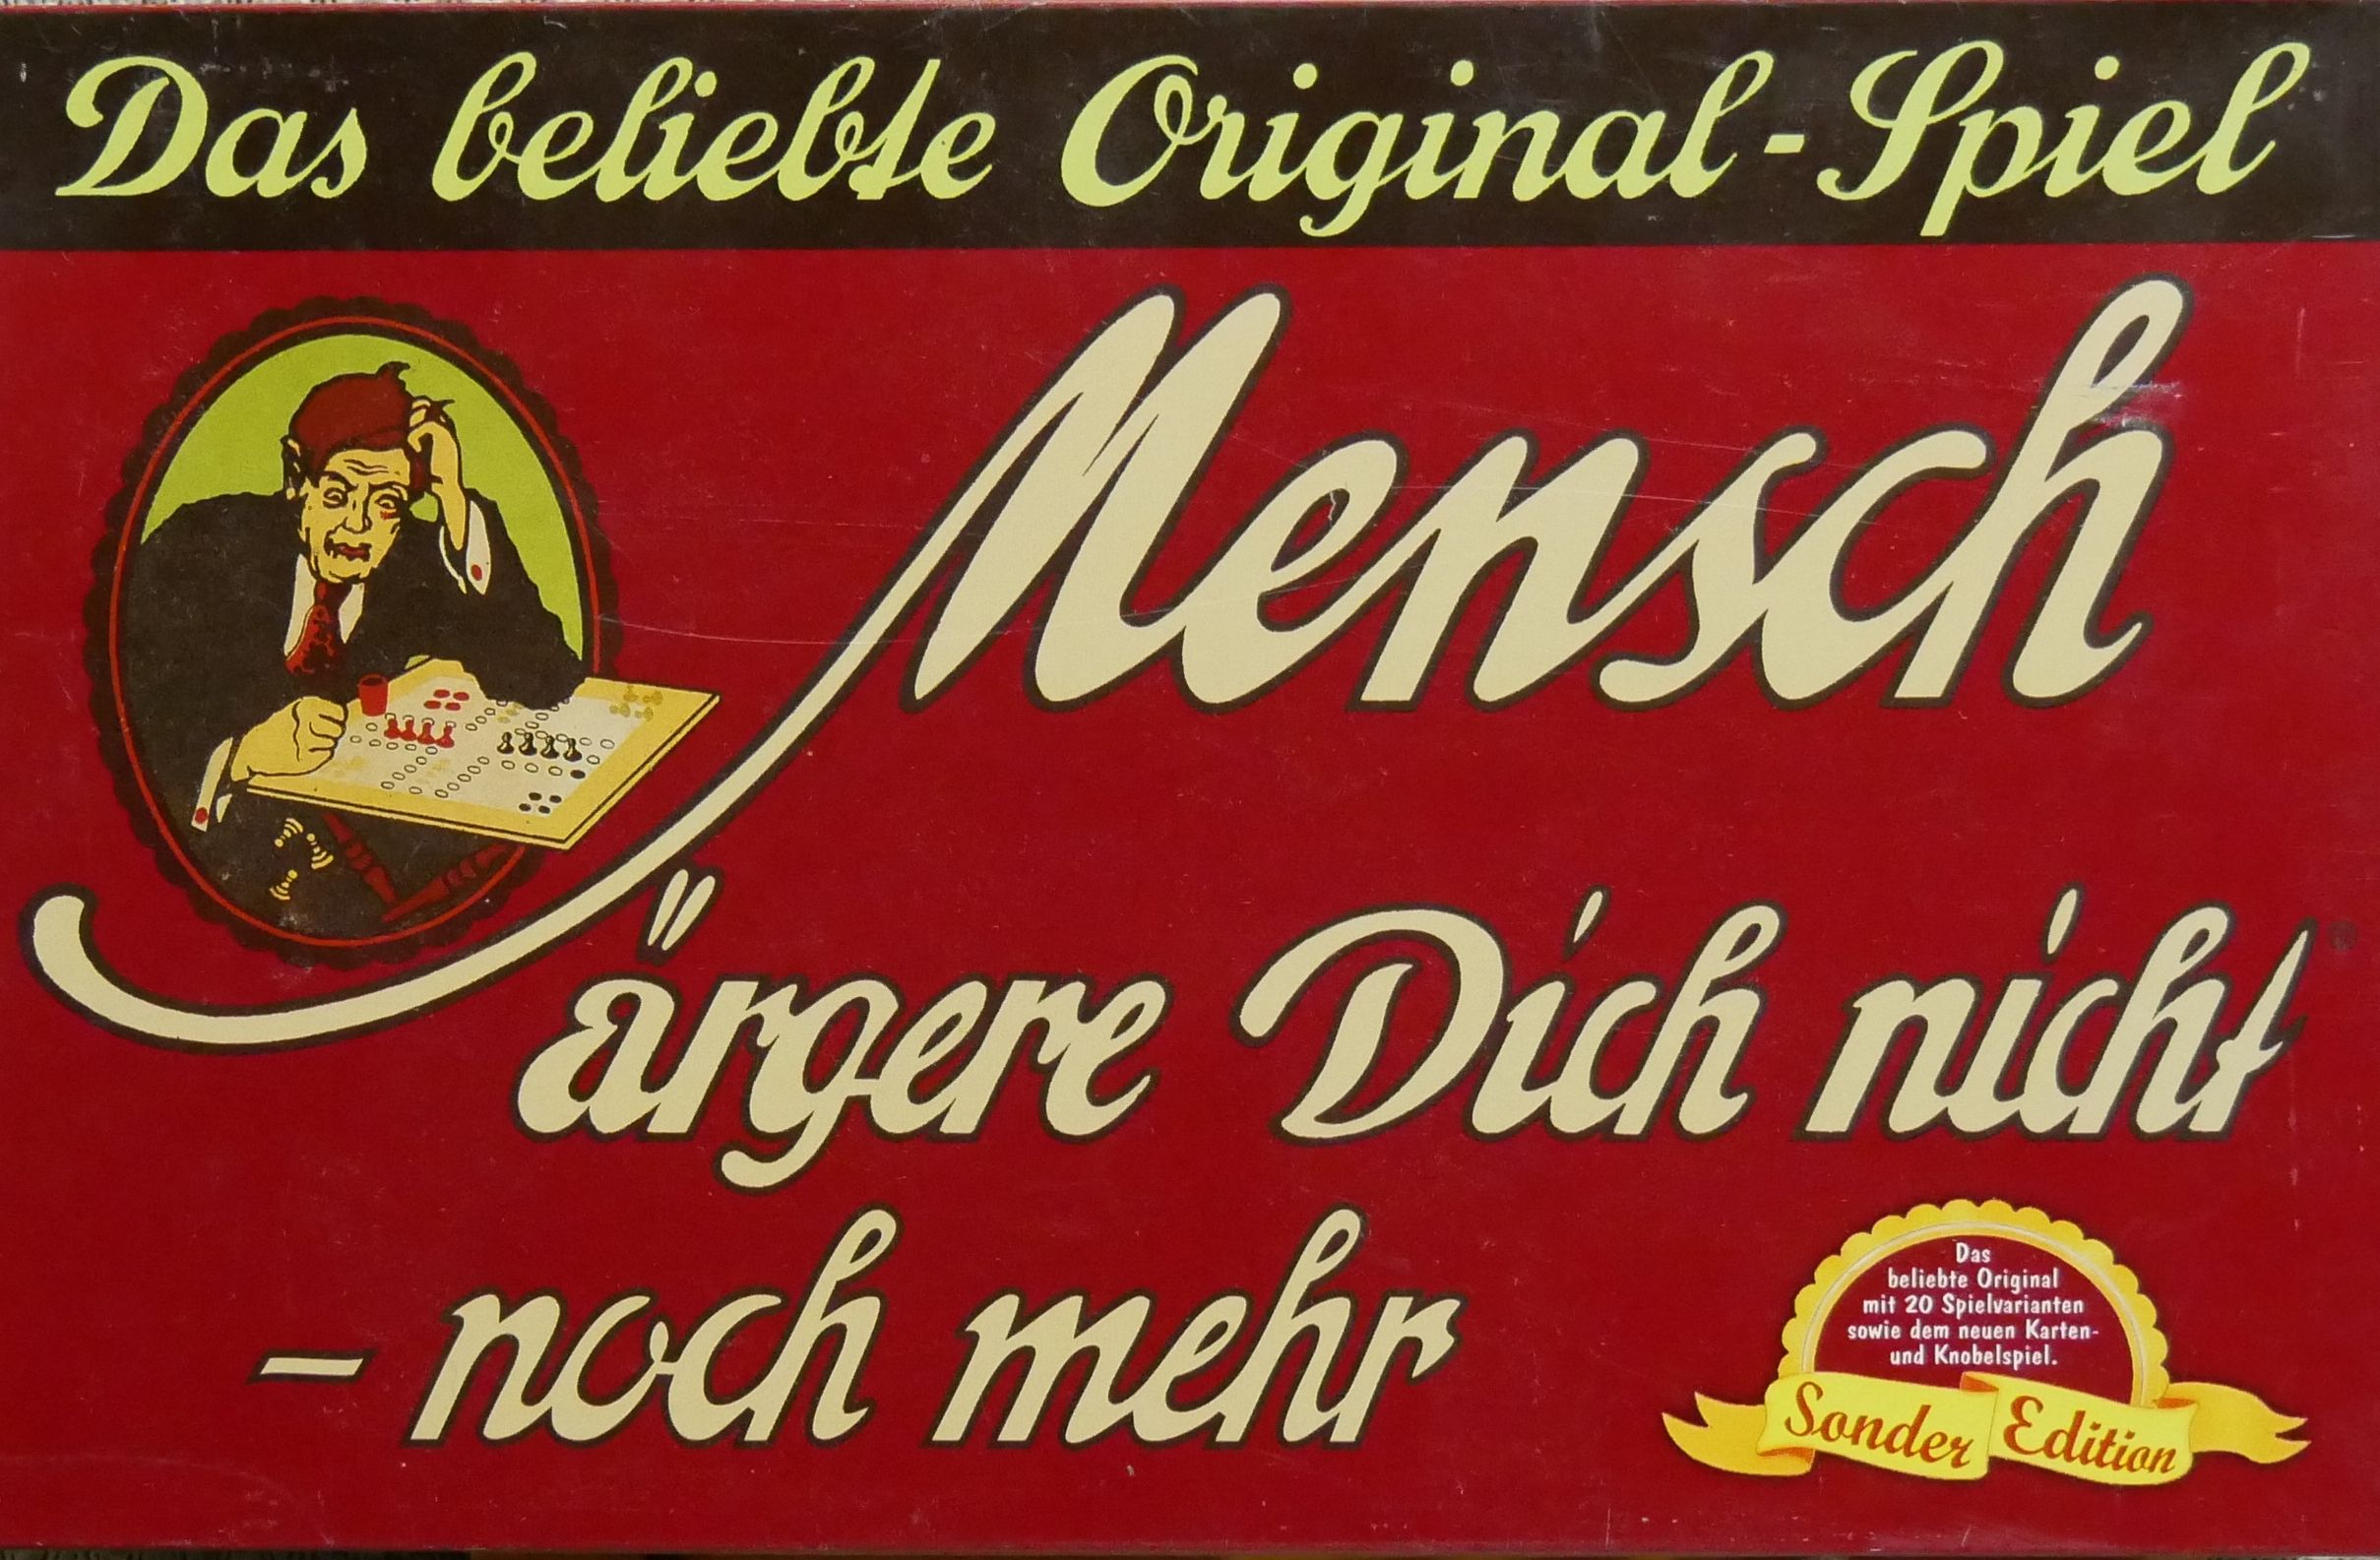 Das beliebte Original-Spiel
Mensch
ärgere Dich nicht
- noch mehr
Das
beliebte Original
mit 20 Spielvarianten
sowie dem neuen Karten-
und Knobelspiel.
Sonder Edition